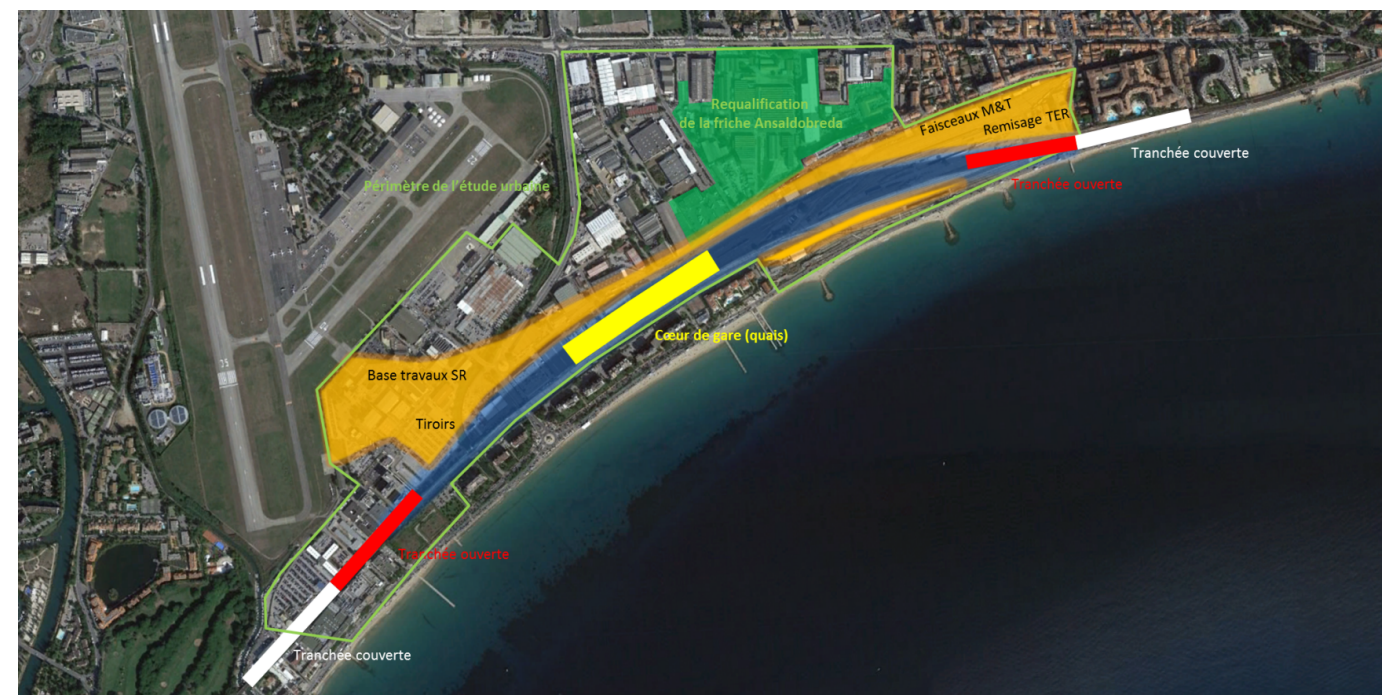 Requalification
de la friche Ansaldobreda
Faisceaux M&T
Remisage TER
Tranchée couverte
Tranchée ouverte
Périmètre de l'étude urbaine
Cœur de gare (quais)
Base travaux SR
Tiroirs
Tranchée ouverte
Tranchée couverte